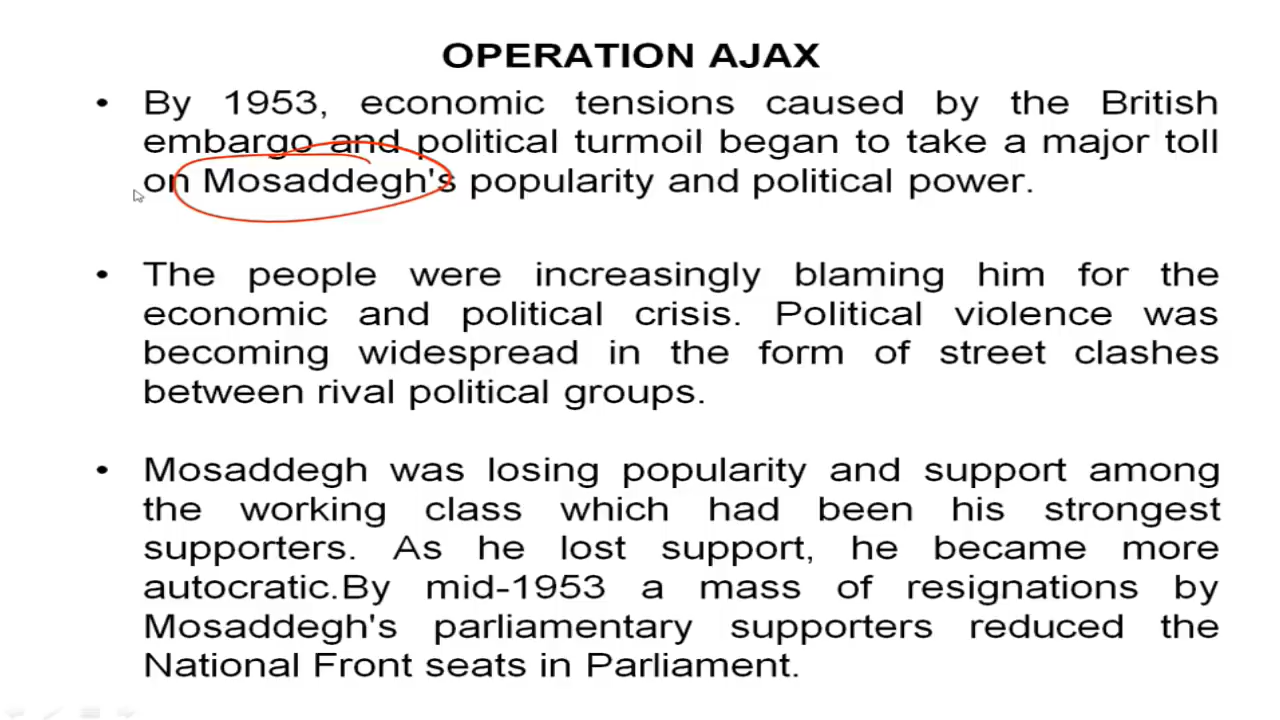 OPERATION AJAX
• By 1953, economic tensions caused by the British
embargo and political turmoil began to take a major toll
on Mosaddegh's popularity and political power.
• The people were increasingly blaming him for the
economic and political crisis. Political violence was
becoming widespread in the form of street clashes
between rival political groups.
• Mosaddegh was losing popularity and support among
the working class which had been his strongest
supporters. As he lost support, he became more
autocratic.By mid-1953 a mass of resignations by
Mosaddegh's parliamentary supporters reduced the
National Front seats in Parliament.